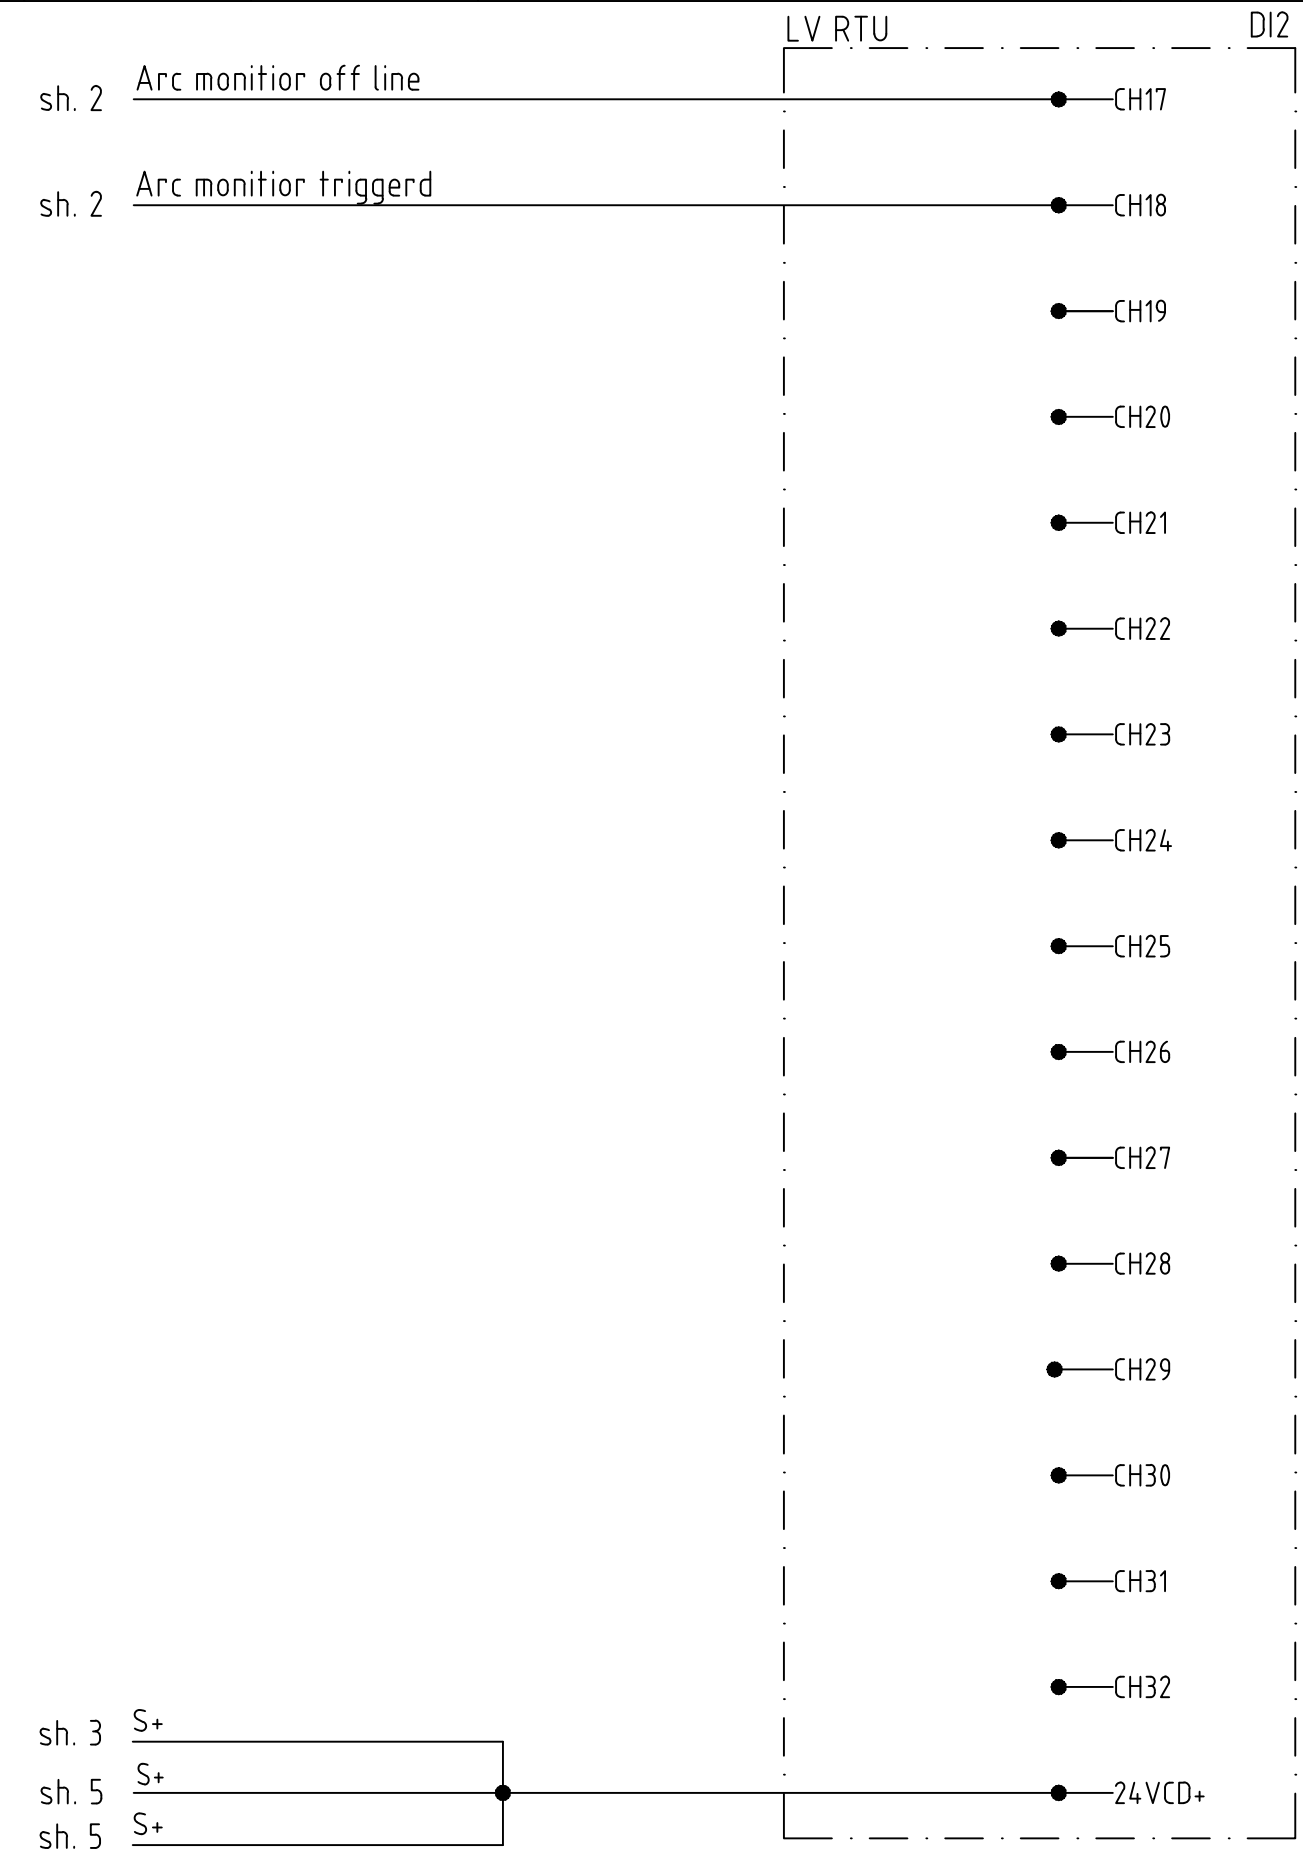 LV RTU DI2
Arc monitior off line
sh. 2 CH17
Arc monitior triggerd
sh. 2 CH18
CH19
CH20
CH21
CH22
CH23
CH24
CH25
CH26
CH27
CH28
CH29
CH30
CH31
CH32
S+
sh. 3
S+
sh. 5 24VCD+
S+
sh. 5